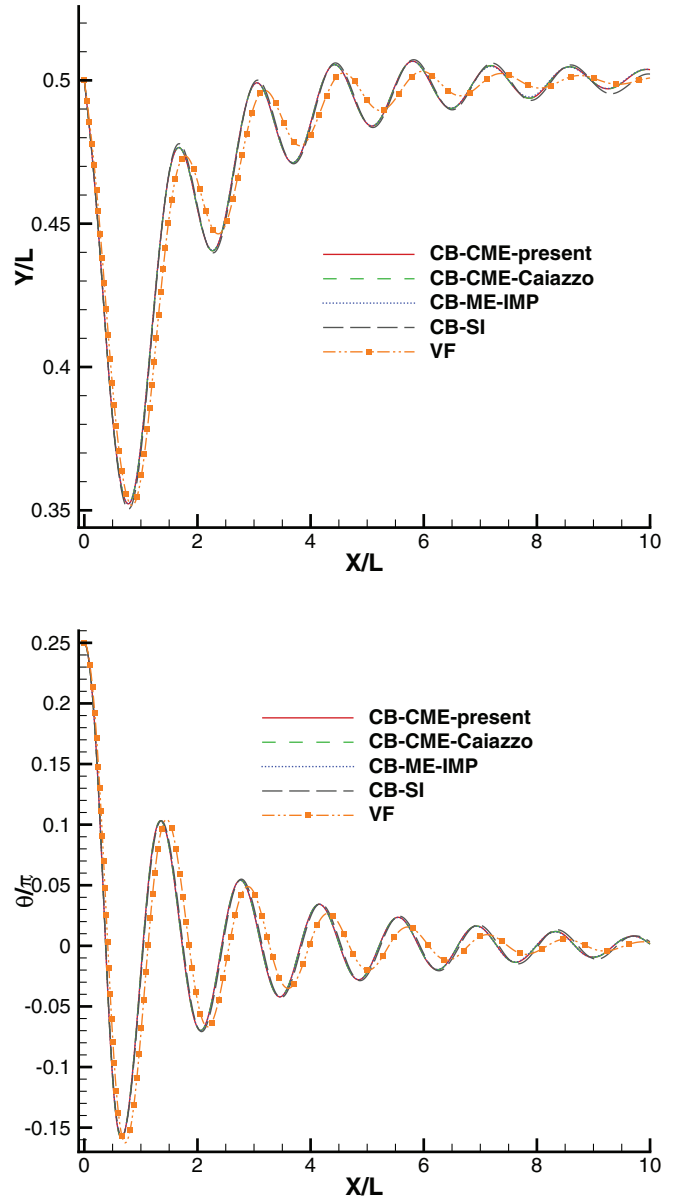 0.5
0.45
0.4
0.35
Y/L
CB-CME-present
CB-CME-Caiazzo
CB-ME-IMP
CB-SI
VF
0 2 4 6 8 10
X/L
0.25
0.2
0.15
0.1
0.05
0
-0.05
-0.1
-0.15
θ/π
CB-CME-present
CB-CME-Caiazzo
CB-ME-IMP
CB-SI
VF
0 2 4 6 8 10
X/L